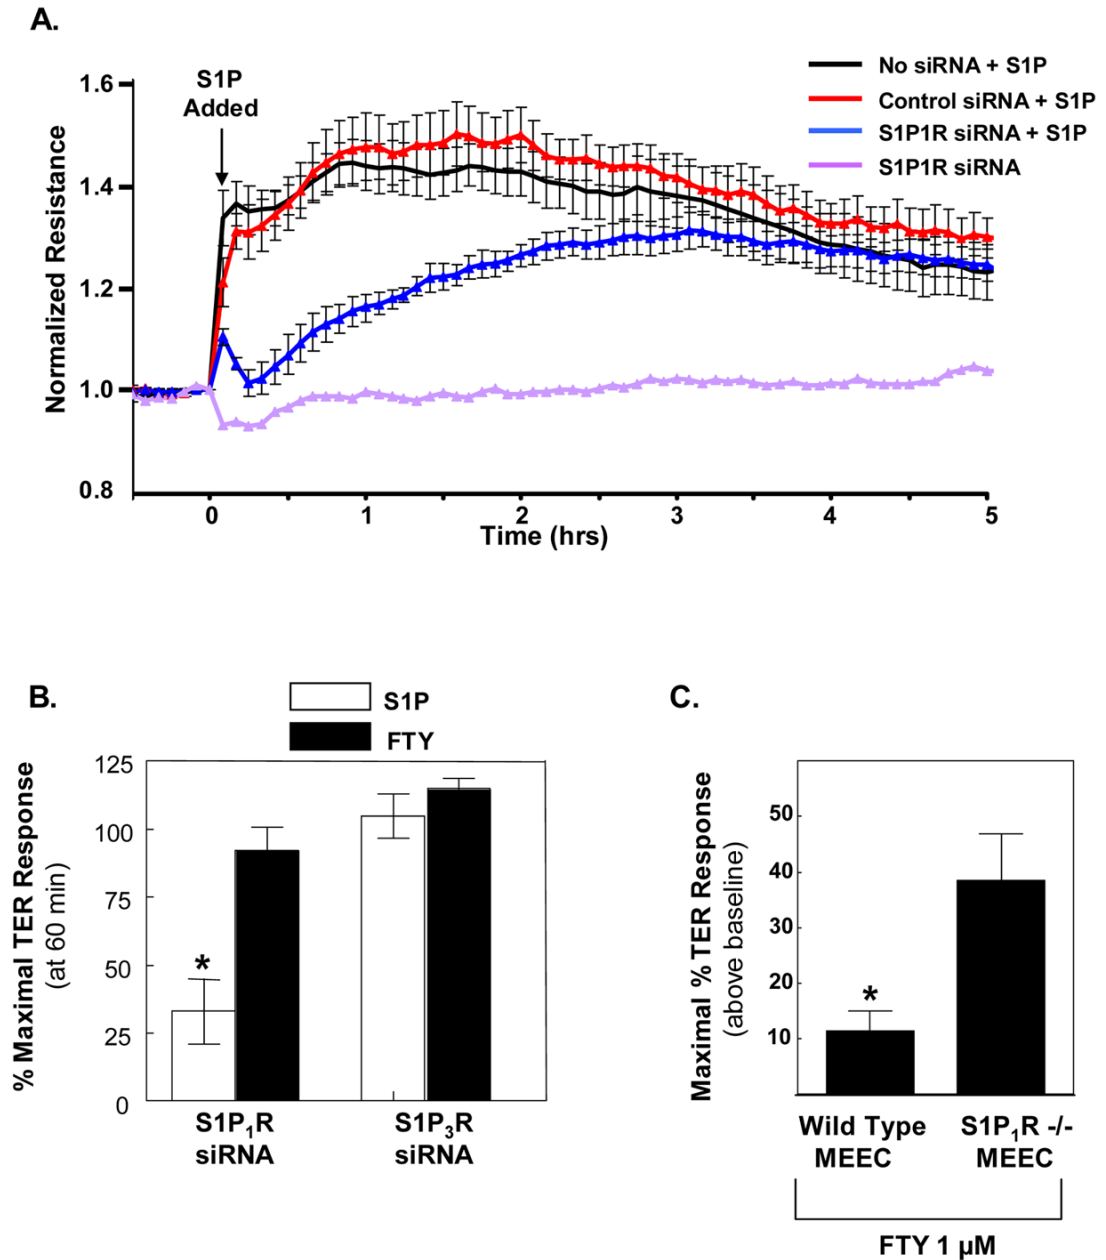 A.
S1P
Added
No siRNA + S1P
Control siRNA + S1P
S1P1R siRNA + S1P
S1P1R siRNA
Normalized Resistance
1.6
1.4
1.2
1.0
0.8
0 1 2 3 4 5
Time (hrs)
B.
S1P
FTY
% Maximal TER Response
(at 60 min)
125
100
75
50
25
0
*
S1P₁R
siRNA
S1P₃R
siRNA
C.
Maximal % TER Response
(above baseline)
50
40
30
20
10
*
Wild Type
MEEC
S1P₁R -/-
MEEC
FTY 1 µM